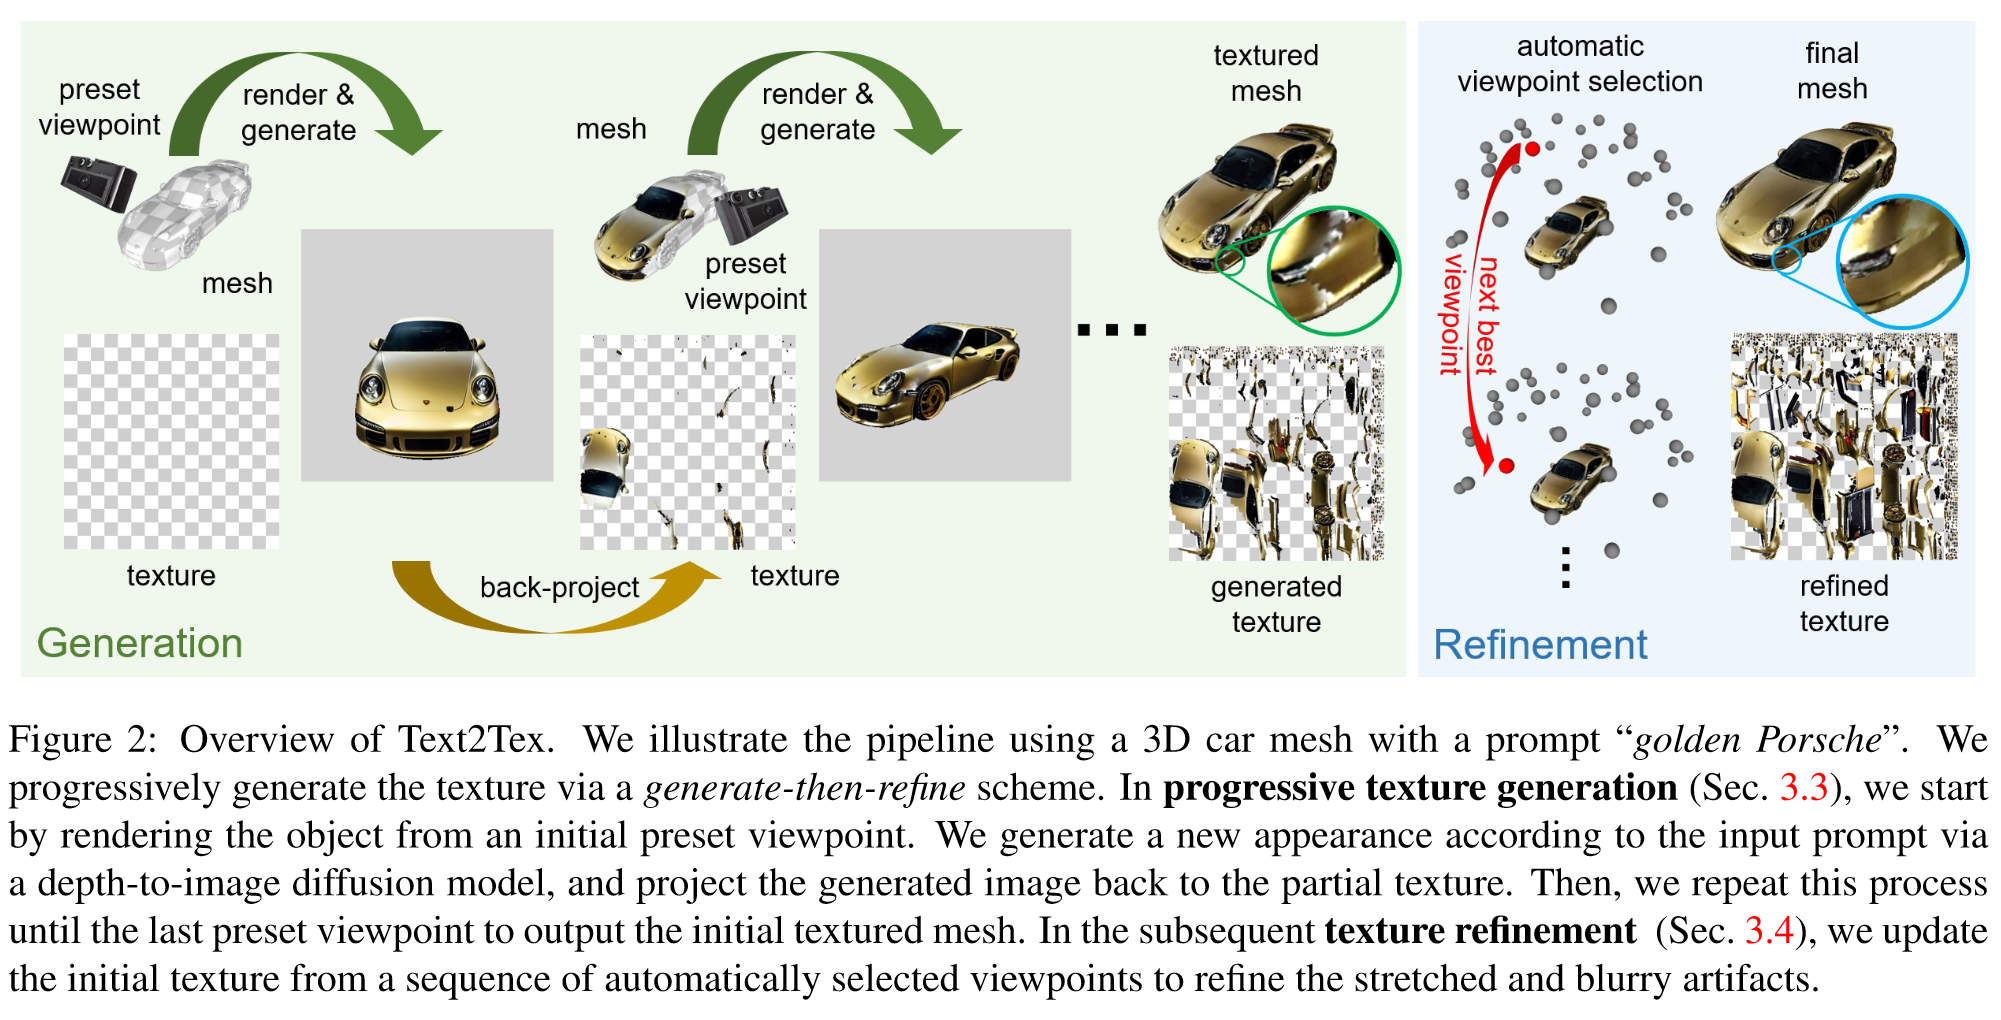 preset
viewpoint
render &
generate
mesh
texture
back-project
mesh
render &
generate
preset
viewpoint
texture
textured
mesh
generated
texture
Generation
automatic
viewpoint selection
next best
viewpoint
final
mesh
refined
texture
Refinement
Figure 2: Overview of Text2Tex. We illustrate the pipeline using a 3D car mesh with a prompt “golden Porsche”. We
progressively generate the texture via a generate-then-refine scheme. In progressive texture generation (Sec. 3.3), we start
by rendering the object from an initial preset viewpoint. We generate a new appearance according to the input prompt via
a depth-to-image diffusion model, and project the generated image back to the partial texture. Then, we repeat this process
until the last preset viewpoint to output the initial textured mesh. In the subsequent texture refinement (Sec. 3.4), we update
the initial texture from a sequence of automatically selected viewpoints to refine the stretched and blurry artifacts.